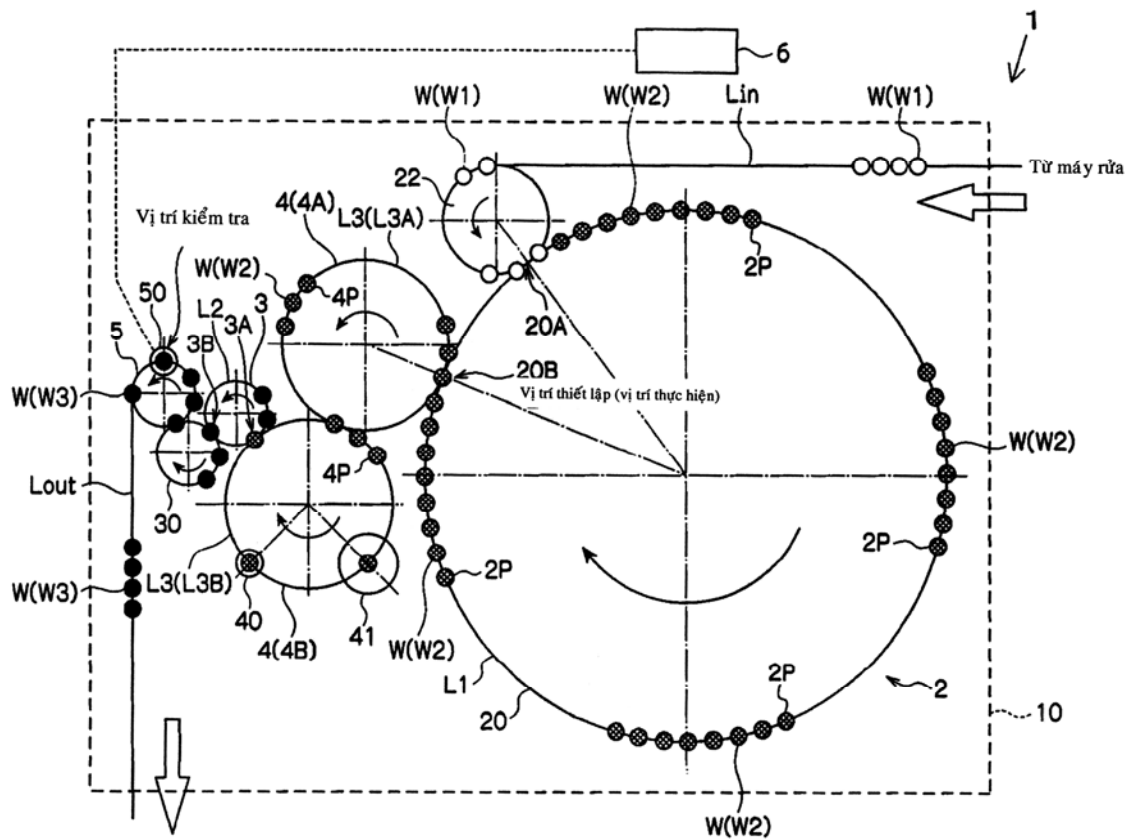 1
6
W(W1)
W(W2)
Lin
W(W1)
Từ máy rửa
22
4(4A)
L3(L3A)
Vị trí kiểm tra
2P
W(W2)
4P
20A
50
L2
3
3A
5
3B
20B
Vị trí thiết lập (vị trí thực hiện)
W(W3)
W(W2)
4P
Lout
30
2P
2P
W(W3)
L3(L3B)
40
41
4(4B)
W(W2)
L1
2P
2
20
10
W(W2)